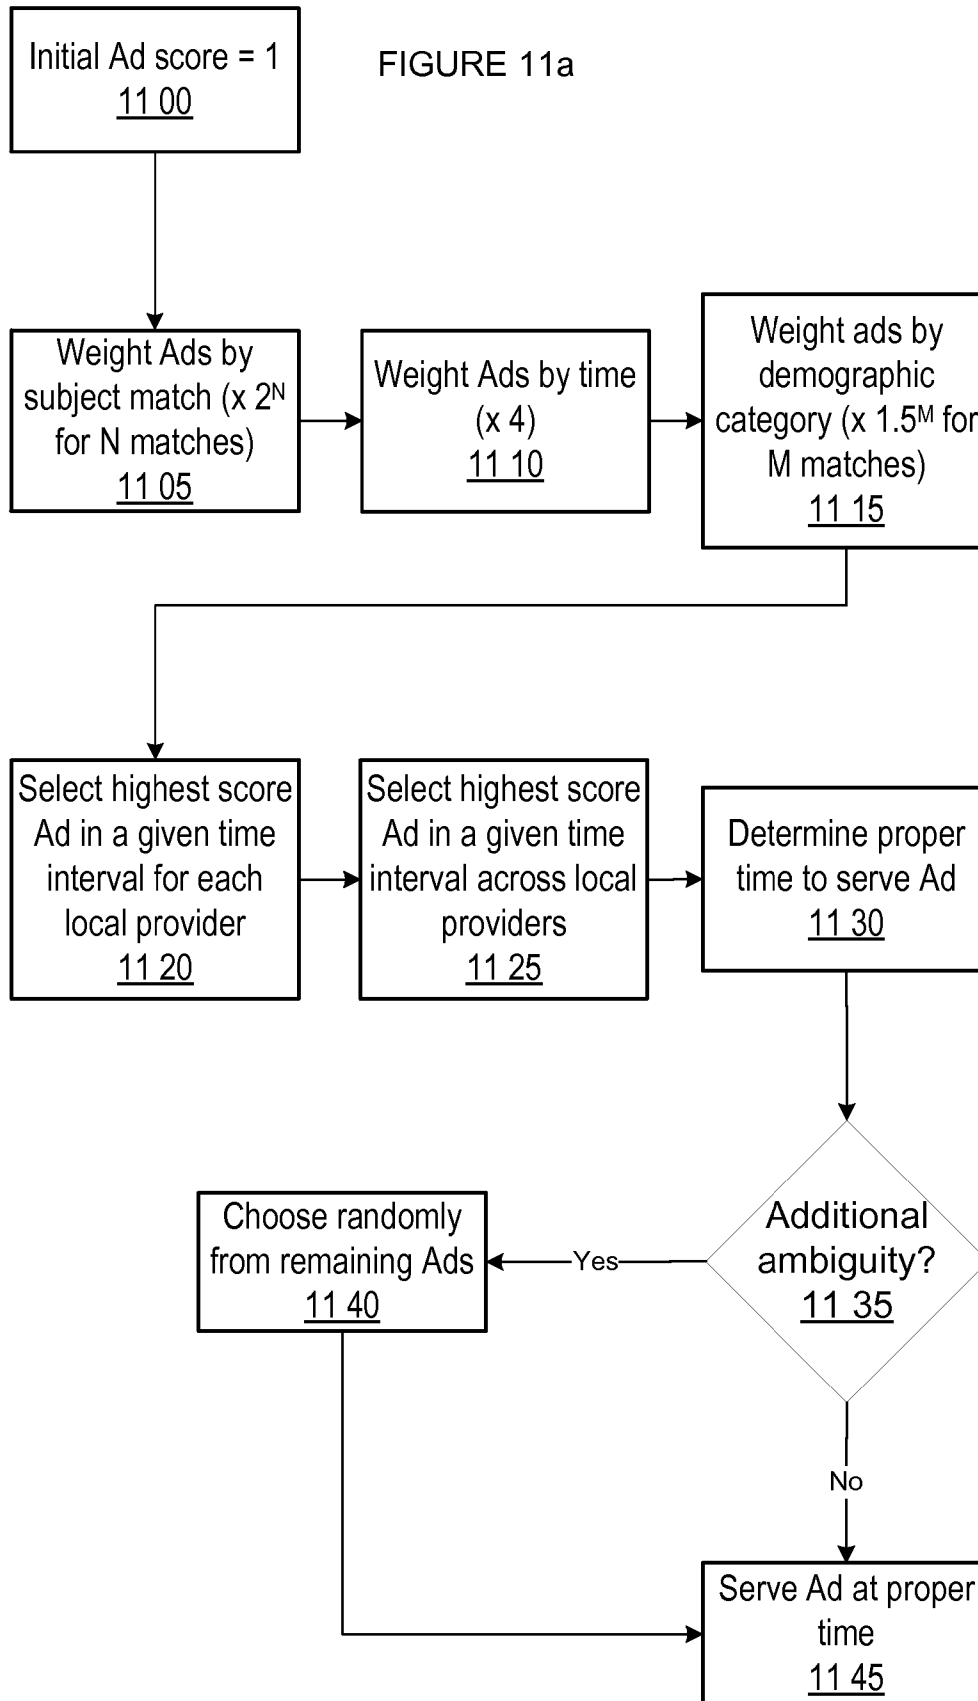 Initial Ad score = 1
11 00
FIGURE 11a
Weight Ads by
subject match (x 2ᴺ
for N matches)
11 05
Weight Ads by time
(x 4)
11 10
Weight ads by
demographic
category (x 1.5ᴹ for
M matches)
11 15
Select highest score
Ad in a given time
interval for each
local provider
11 20
Select highest score
Ad in a given time
interval across local
providers
11 25
Determine proper
time to serve Ad
11 30
Additional
ambiguity?
11 35
Yes
Choose randomly
from remaining Ads
11 40
No
Serve Ad at proper
time
11 45